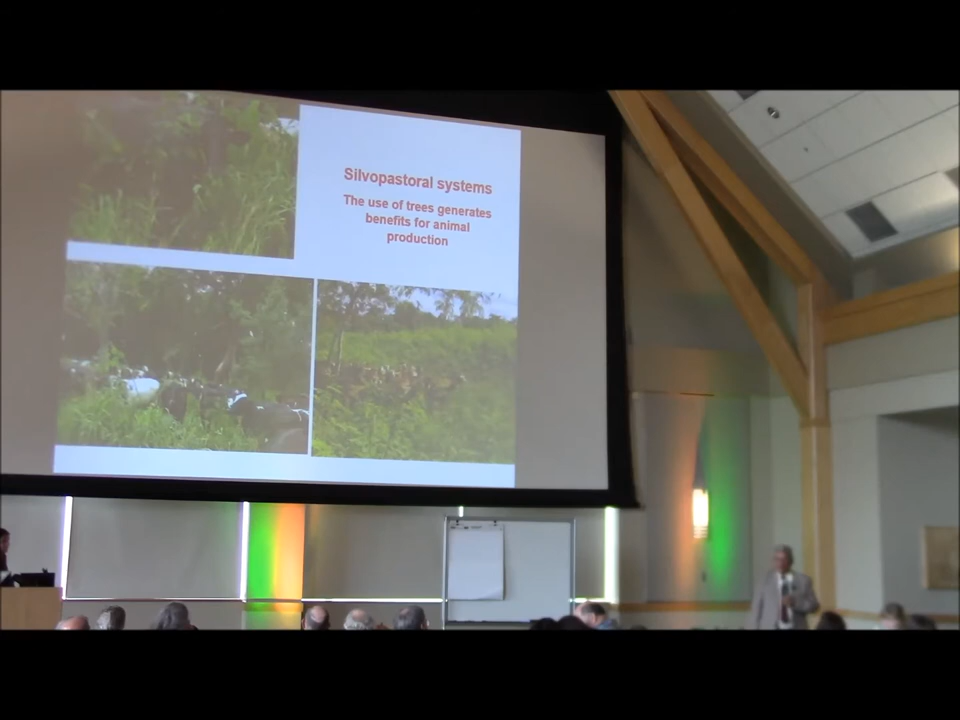 Silvopastoral systems
The use of trees generates
benefits for animal
production